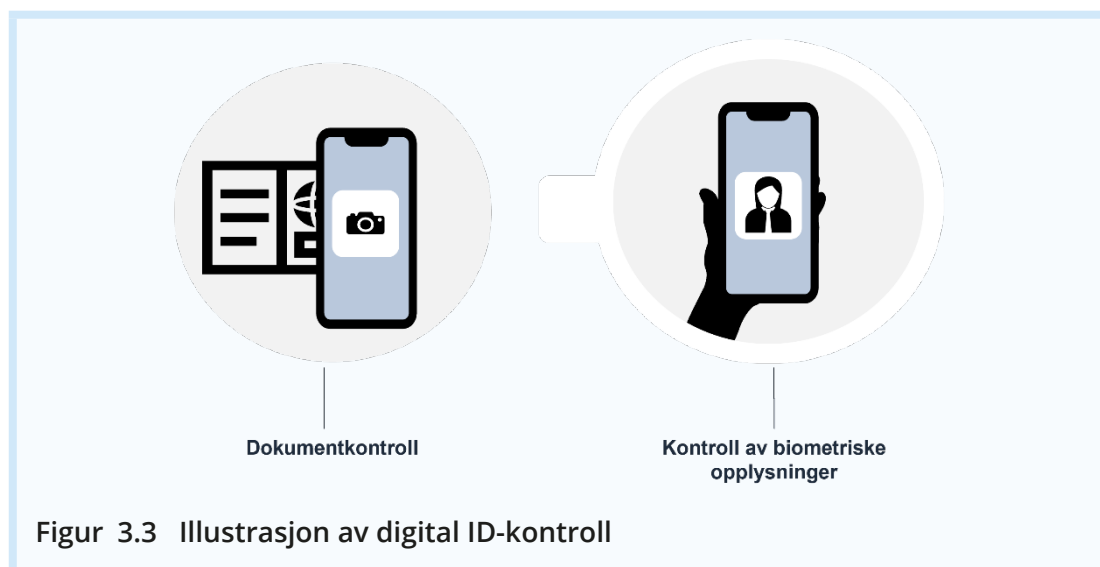 Dokumentkontroll
Kontroll av biometriske
opplysninger
Figur 3.3 Illustrasjon av digital ID-kontroll